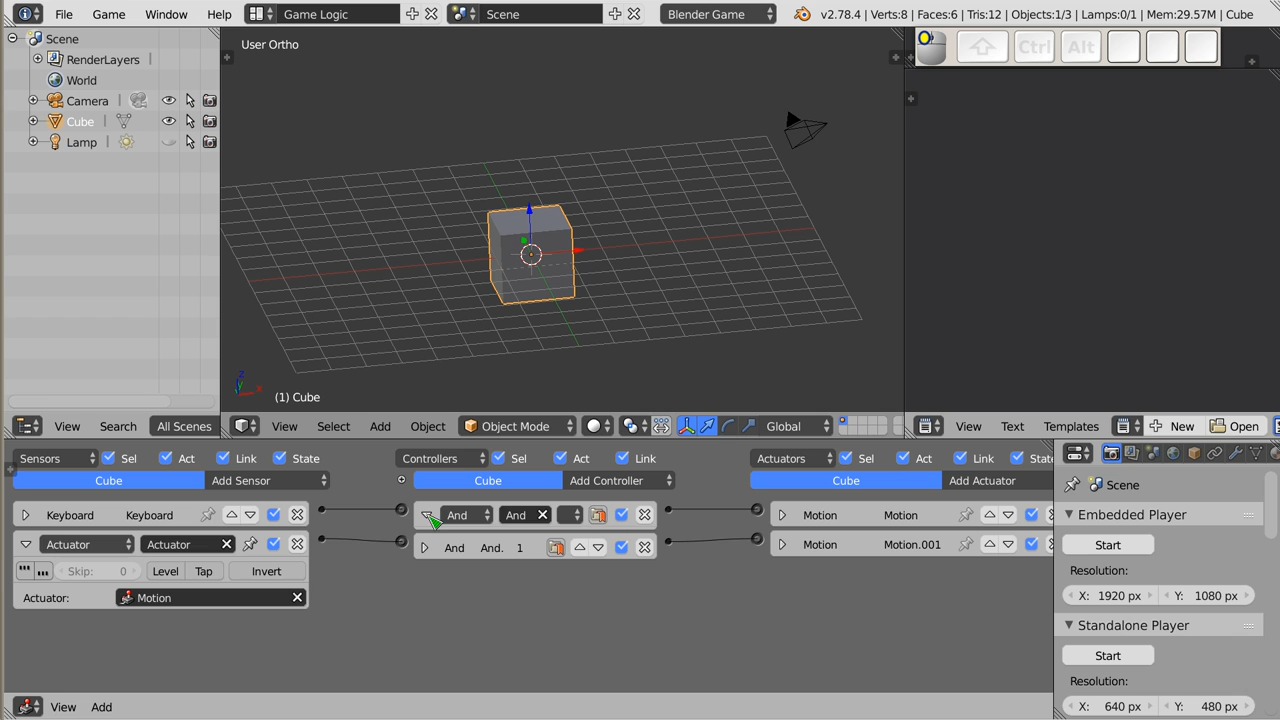 File Game Window Help Game Logic Scene Blender Game v2.78.4 | Verts:8 | Faces:6 | Tris:12 | Objects:1/3 | Lamps:0/1 | Mem:29.57M | Cube
Scene
RenderLayers
World
Camera
Cube
Lamp
User Ortho
Ctrl Alt
(1) Cube
View Search All Scenes
View Select Add Object Object Mode Global
View Text Templates New Open
Sensors Sel Act Link State
Cube Add Sensor
Keyboard Keyboard
Actuator Actuator
Skip: 0 Level Tap Invert
Actuator: Motion
Controllers Sel Act Link
Cube Add Controller
And And
And And. 1
Actuators Sel Act Link State
Cube Add Actuator
Motion Motion
Motion Motion.001
Scene
Embedded Player
Start
Resolution:
X: 1920 px Y: 1080 px
Standalone Player
Start
Resolution:
X: 640 px Y: 480 px
View Add